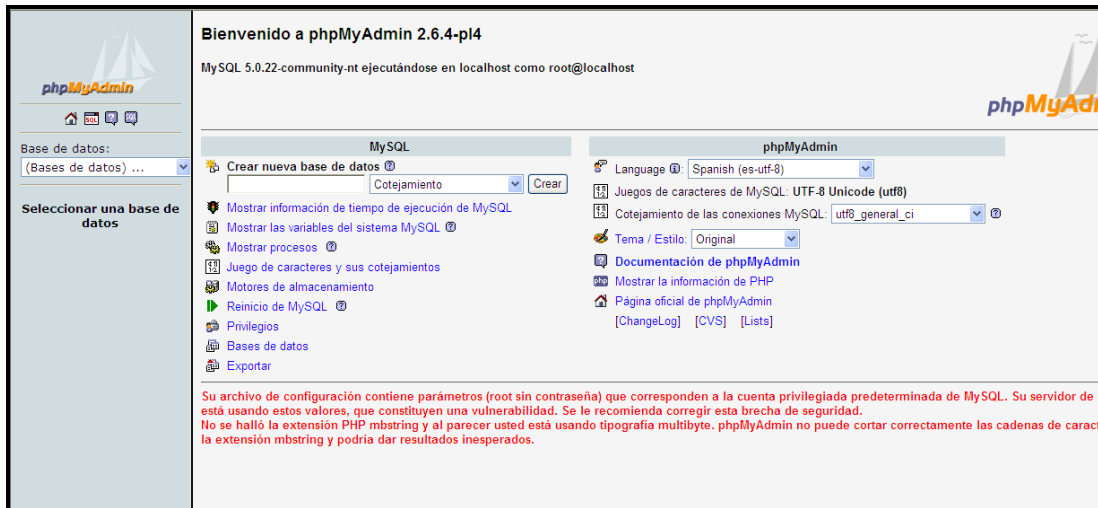 phpMyAdmin
SQL
Base de datos:
(Bases de datos) ...
Seleccionar una base de
datos
Bienvenido a phpMyAdmin 2.6.4-pl4
MySQL 5.0.22-community-nt ejecutándose en localhost como root@localhost
MySQL
Crear nueva base de datos
Cotejamiento
Crear
Mostrar información de tiempo de ejecución de MySQL
Mostrar las variables del sistema MySQL
Mostrar procesos
Juego de caracteres y sus cotejamientos
Motores de almacenamiento
Reinicio de MySQL
Privilegios
Bases de datos
Exportar
phpMyAdmin
Language : Spanish (es-utf-8)
Juegos de caracteres de MySQL: UTF-8 Unicode (utf8)
Cotejamiento de las conexiones MySQL: utf8_general_ci
Tema / Estilo: Original
Documentación de phpMyAdmin
php Mostrar la información de PHP
Página oficial de phpMyAdmin
[ChangeLog] [CVS] [Lists]
Su archivo de configuración contiene parámetros (root sin contraseña) que corresponden a la cuenta privilegiada predeterminada de MySQL. Su servidor de
está usando estos valores, que constituyen una vulnerabilidad. Se le recomienda corregir esta brecha de seguridad.
No se halló la extensión PHP mbstring y al parecer usted está usando tipografía multibyte. phpMyAdmin no puede cortar correctamente las cadenas de caract
la extensión mbstring y podría dar resultados inesperados.